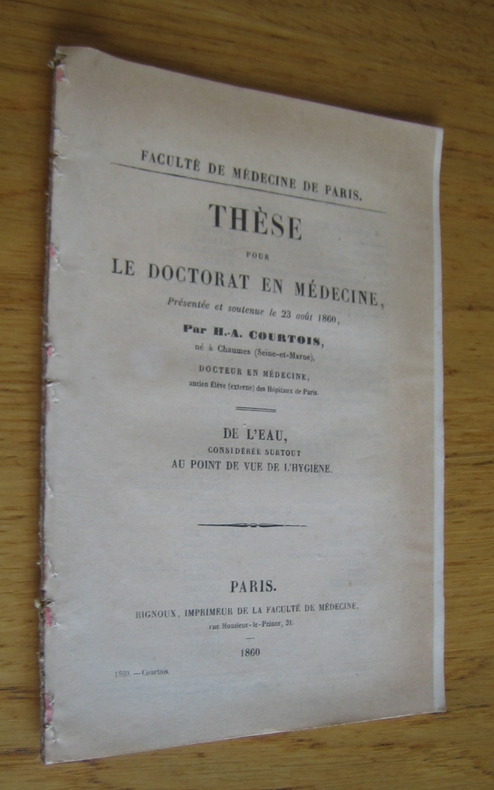 FACULTÉ DE MÉDECINE DE PARIS.
THÈSE
POUR
LE DOCTORAT EN MÉDECINE,
Présentée et soutenue le 23 août 1860,
Par H.-A. COURTOIS,
né à Chaumes (Seine-et-Marne),
DOCTEUR EN MÉDECINE,
ancien Élève (externe) des Hôpitaux de Paris.
DE L'EAU,
CONSIDÉRÉE SURTOUT
AU POINT DE VUE DE L'HYGIÈNE.
PARIS.
RIGNOUX, IMPRIMEUR DE LA FACULTÉ DE MÉDECINE,
rue Monsieur-le-Prince, 31.
1860
1860. — Courtois